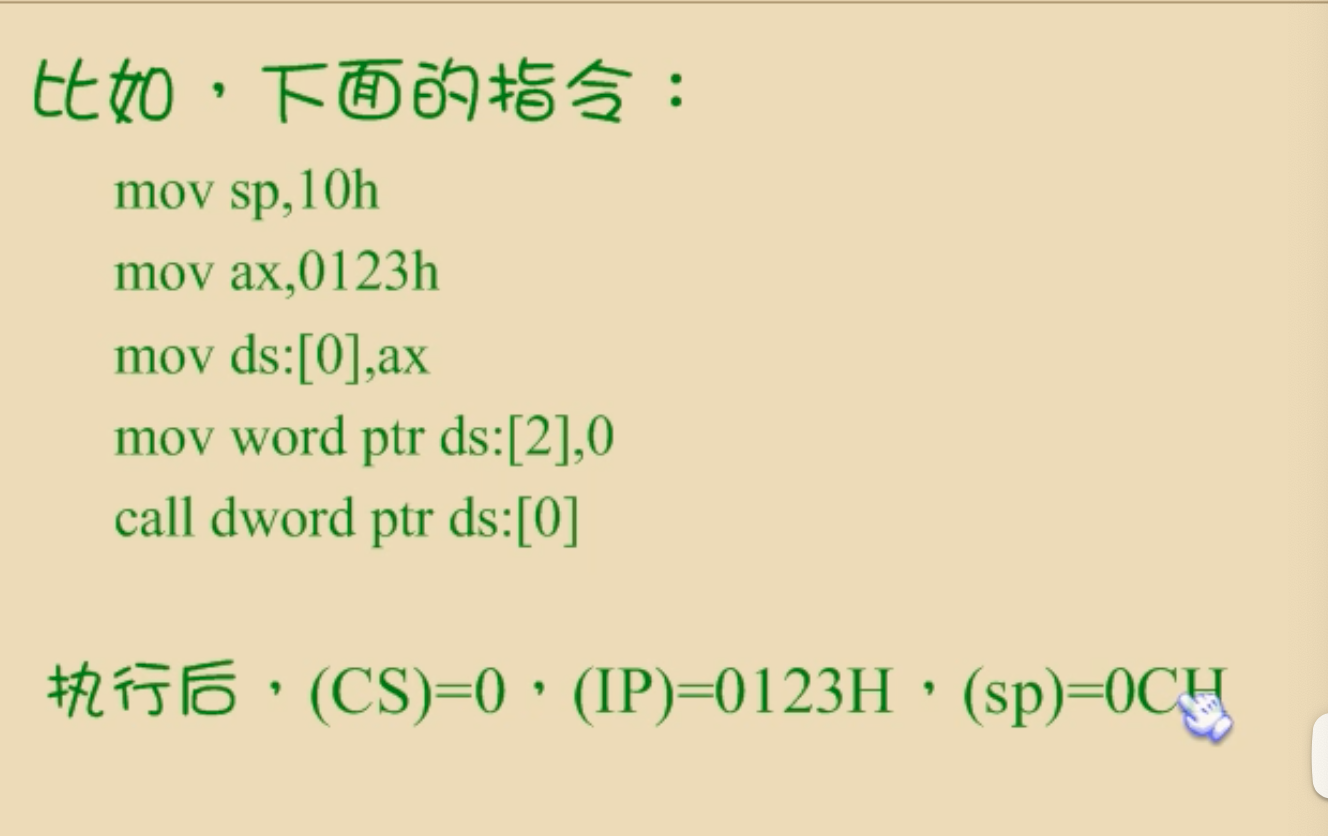 比如，下面的指令：
mov sp,10h
mov ax,0123h
mov ds:[0],ax
mov word ptr ds:[2],0
call dword ptr ds:[0]
执行后，(CS)=0，(IP)=0123H，(sp)=0CH